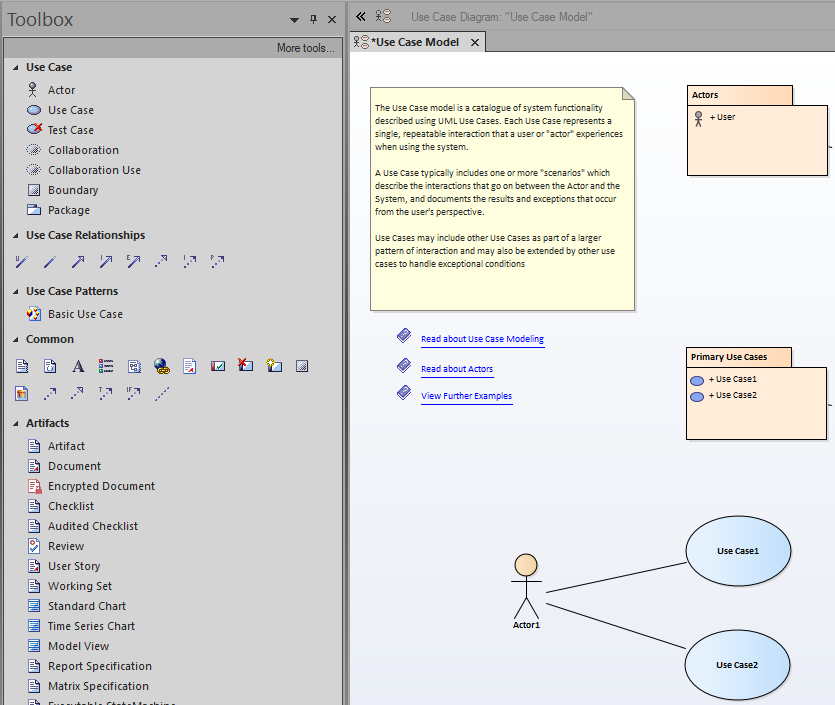 Toolbox
More tools...
Use Case
Actor
Use Case
Test Case
Collaboration
Collaboration Use
Boundary
Package
Use Case Relationships
Use Case Patterns
Basic Use Case
Common
Artifacts
Artifact
Document
Encrypted Document
Checklist
Audited Checklist
Review
User Story
Working Set
Standard Chart
Time Series Chart
Model View
Report Specification
Matrix Specification
Executable StateMachine
Use Case Diagram: "Use Case Model"
*Use Case Model
The Use Case model is a catalogue of system functionality
described using UML Use Cases. Each Use Case represents a
single, repeatable interaction that a user or "actor" experiences
when using the system.
A Use Case typically includes one or more "scenarios" which
describe the interactions that go on between the Actor and the
System, and documents the results and exceptions that occur
from the user's perspective.
Use Cases may include other Use Cases as part of a larger
pattern of interaction and may also be extended by other use
cases to handle exceptional conditions
Read about Use Case Modeling
Read about Actors
View Further Examples
Actors
+ User
Primary Use Cases
+ Use Case1
+ Use Case2
Use Case1
Actor1
Use Case2